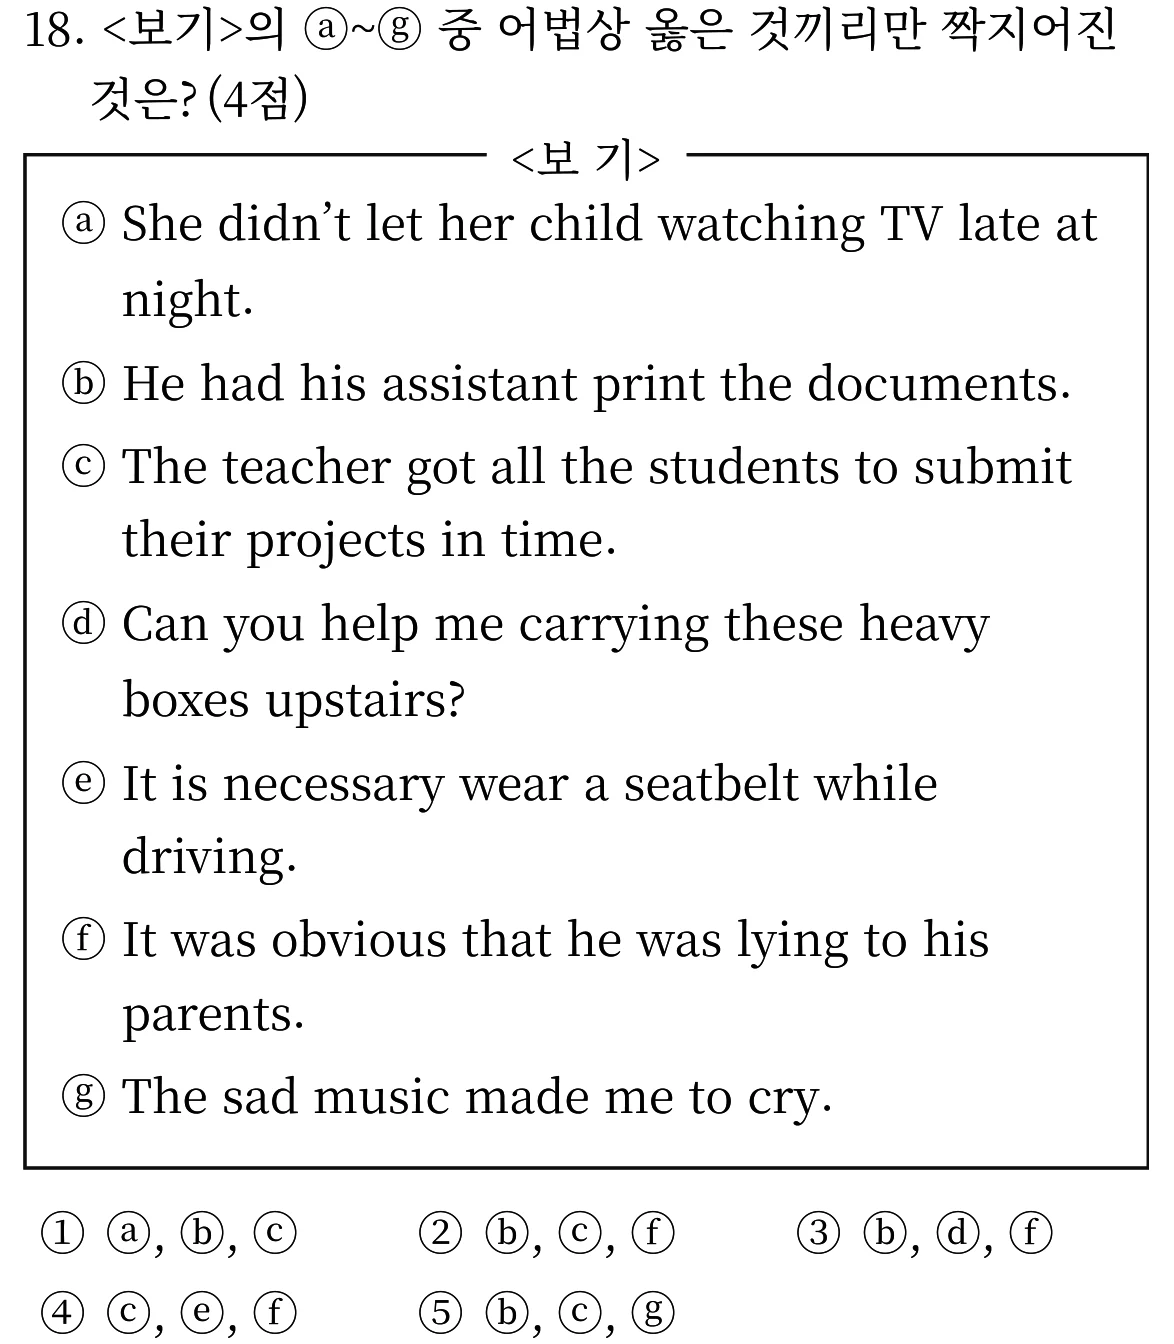 18. <보기>의 ⓐ~ⓖ 중 어법상 옳은 것끼리만 짝지어진
것은? (4점)
<보 기>
ⓐ She didn’t let her child watching TV late at
night.
ⓑ He had his assistant print the documents.
ⓒ The teacher got all the students to submit
their projects in time.
ⓓ Can you help me carrying these heavy
boxes upstairs?
ⓔ It is necessary wear a seatbelt while
driving.
ⓕ It was obvious that he was lying to his
parents.
ⓖ The sad music made me to cry.
① ⓐ, ⓑ, ⓒ ② ⓑ, ⓒ, ⓕ ③ ⓑ, ⓓ, ⓕ
④ ⓒ, ⓔ, ⓕ ⑤ ⓑ, ⓒ, ⓖ